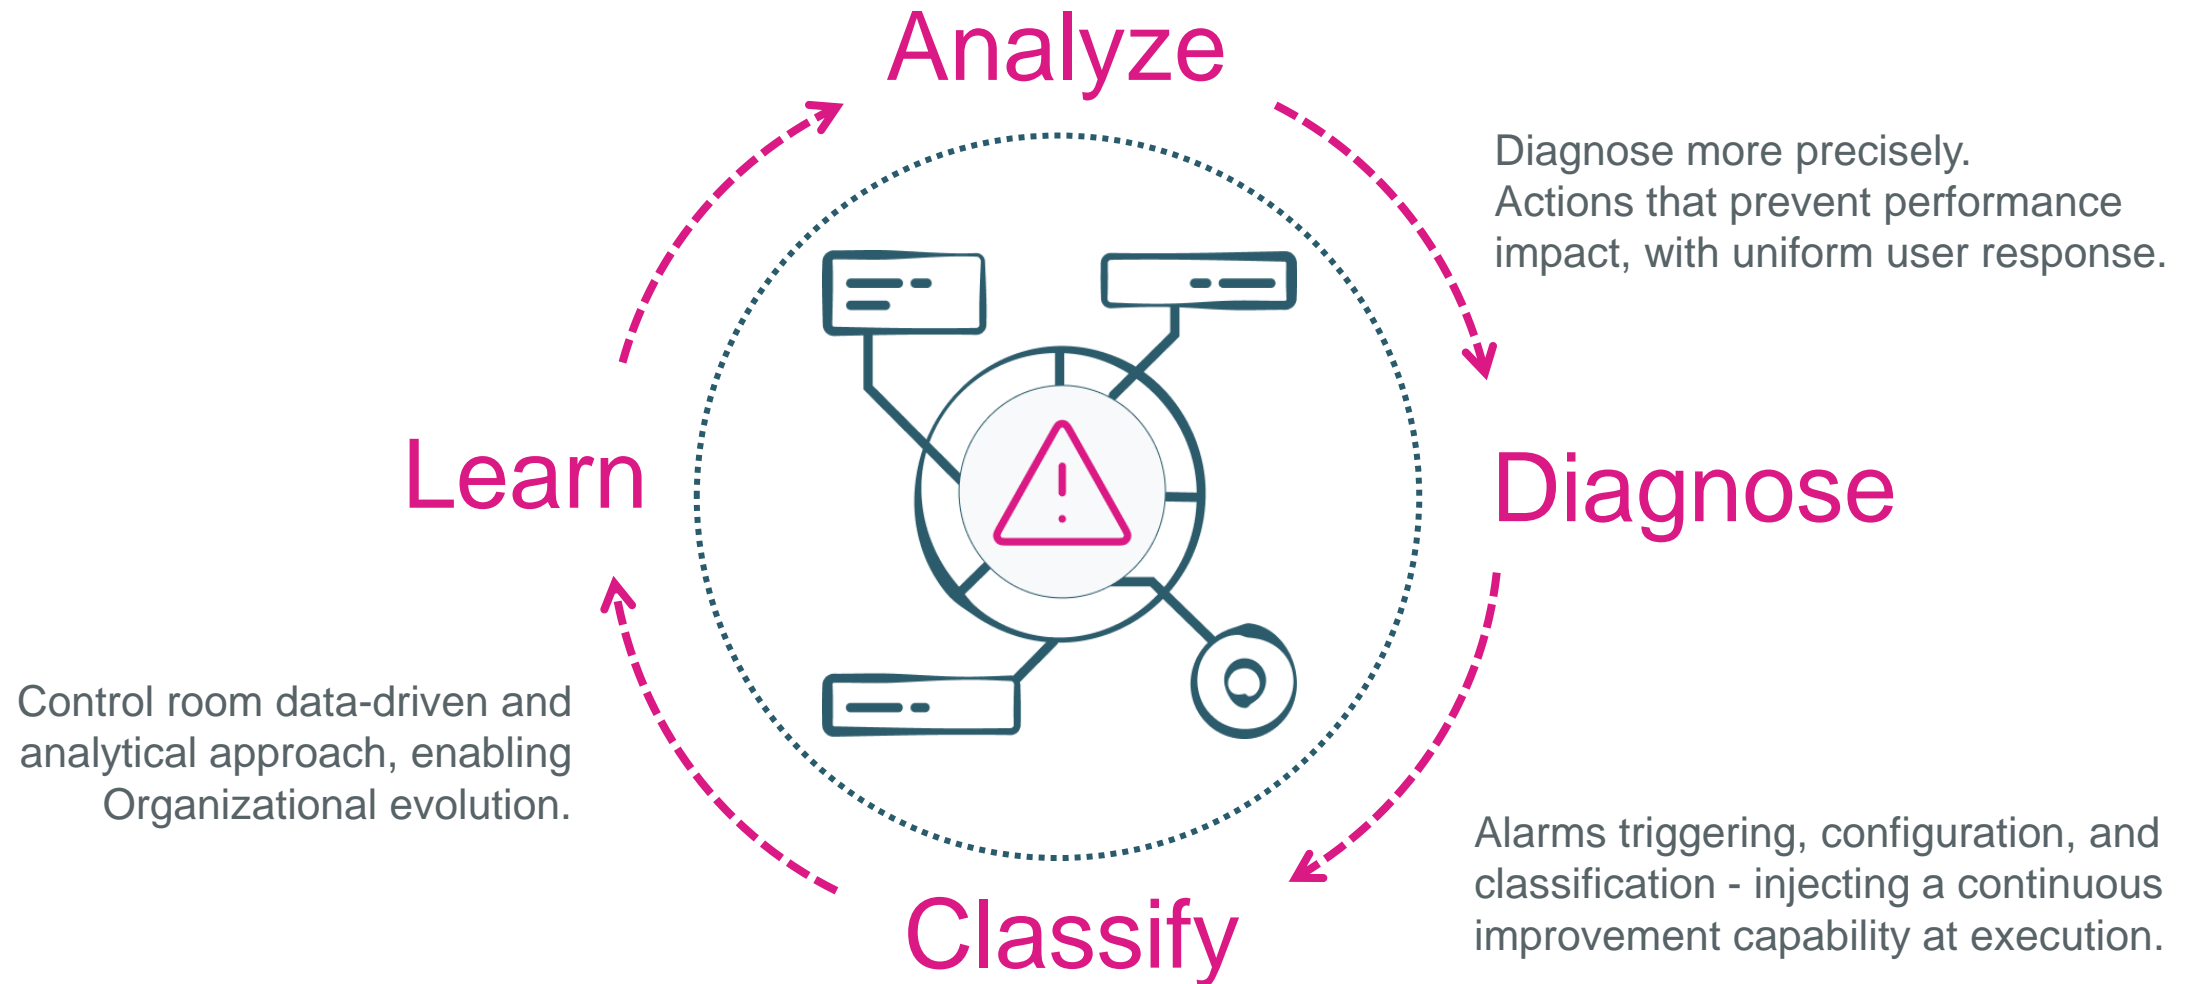 Analyze
Diagnose more precisely.
Actions that prevent performance
impact, with uniform user response.
Learn
Diagnose
Control room data-driven and
analytical approach, enabling
Organizational evolution.
Alarms triggering, configuration, and
classification - injecting a continuous
improvement capability at execution.
Classify